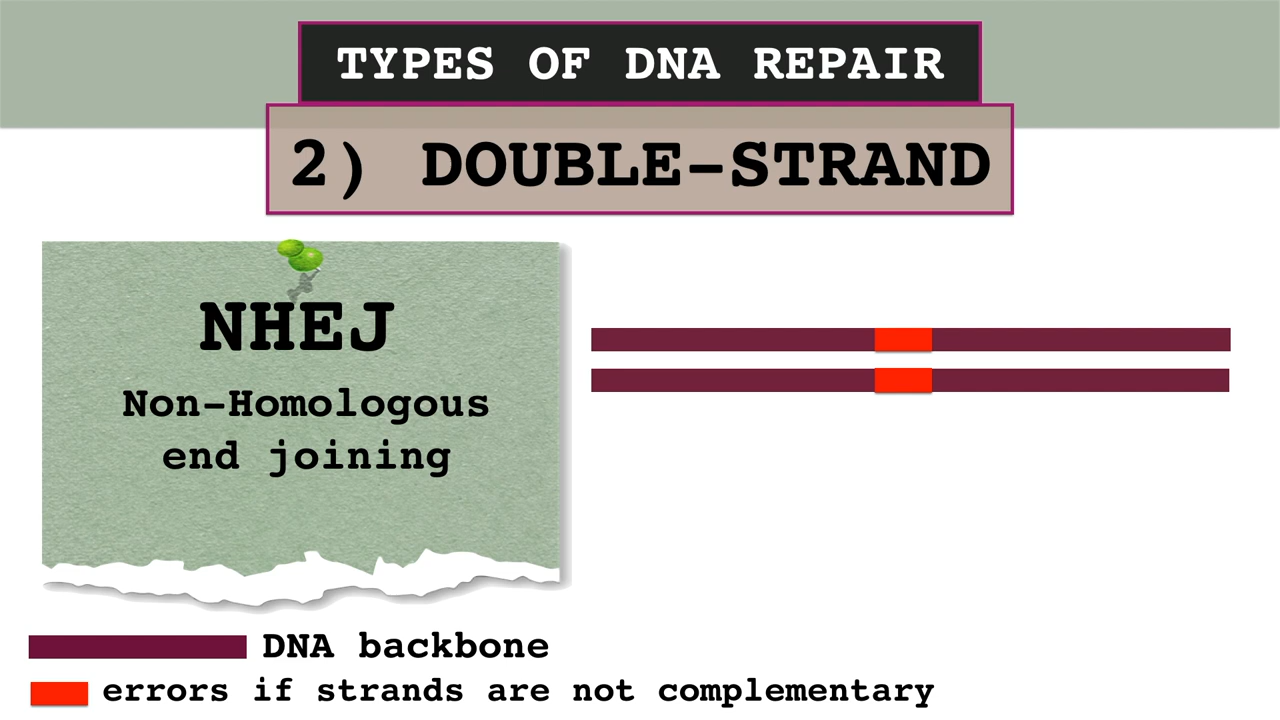 TYPES OF DNA REPAIR
2) DOUBLE-STRAND
NHEJ
Non-Homologous
end joining
DNA backbone
errors if strands are not complementary